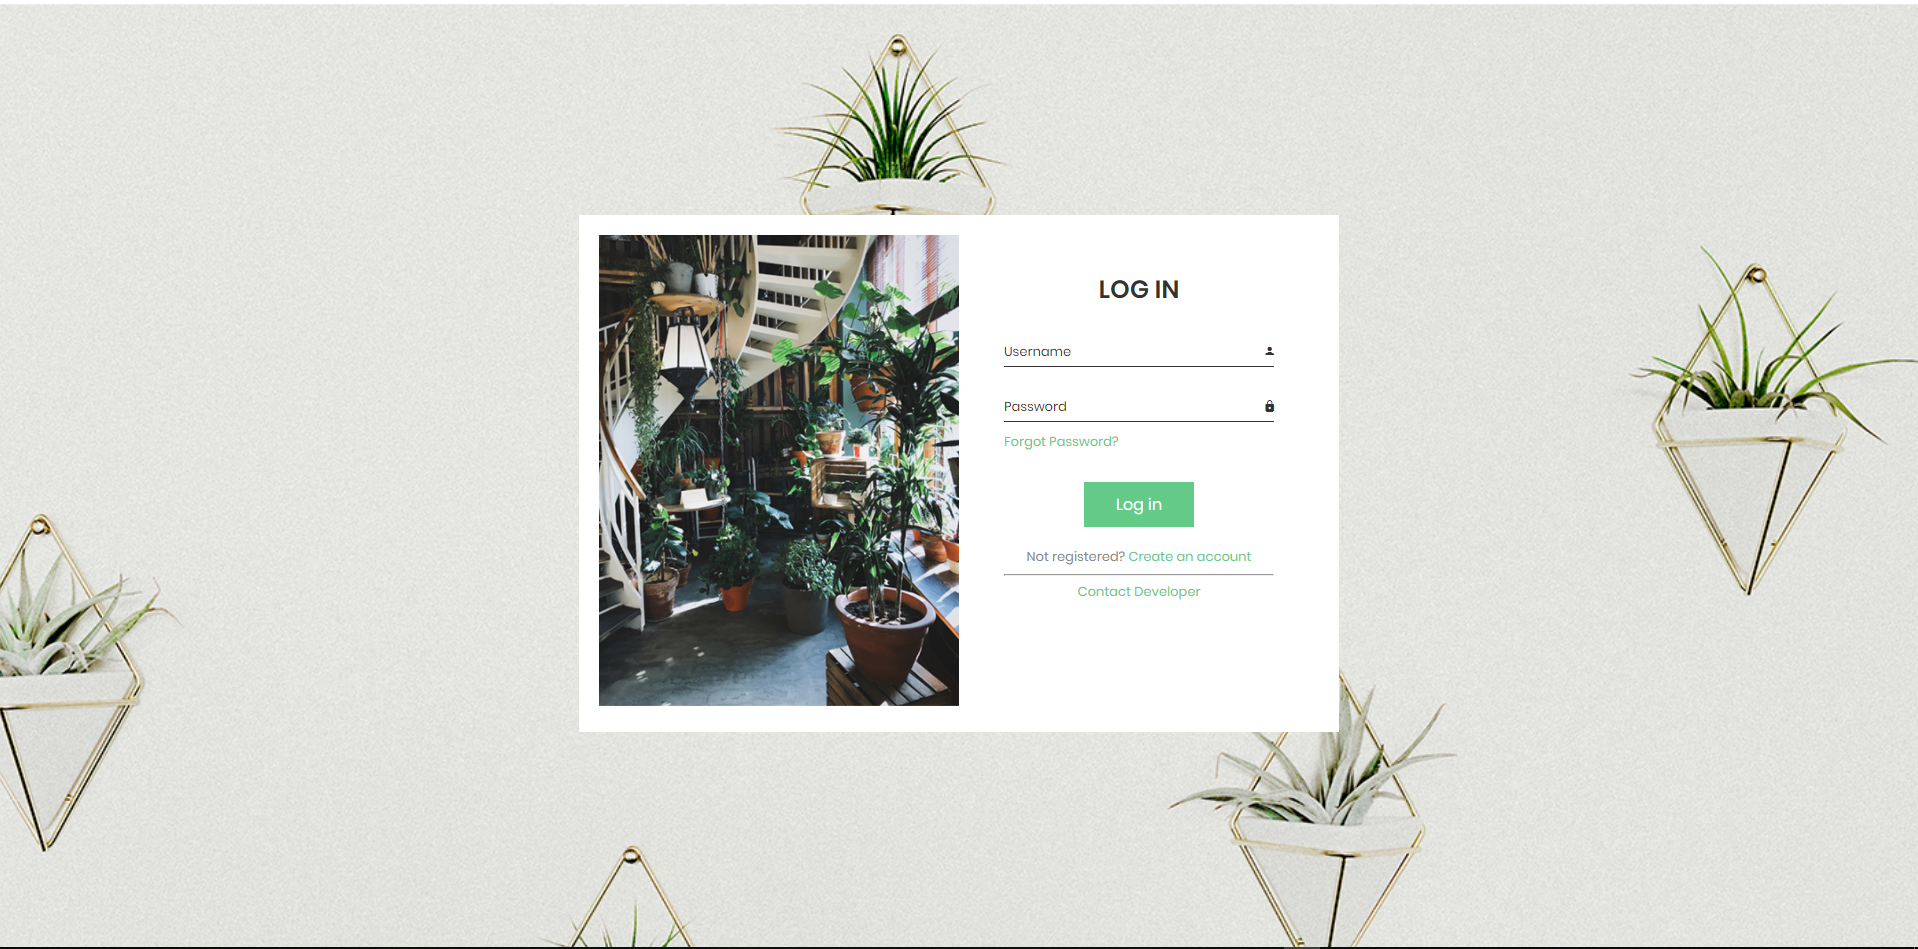 LOG IN
Username
Password
Forgot Password?
Log in
Not registered? Create an account
Contact Developer